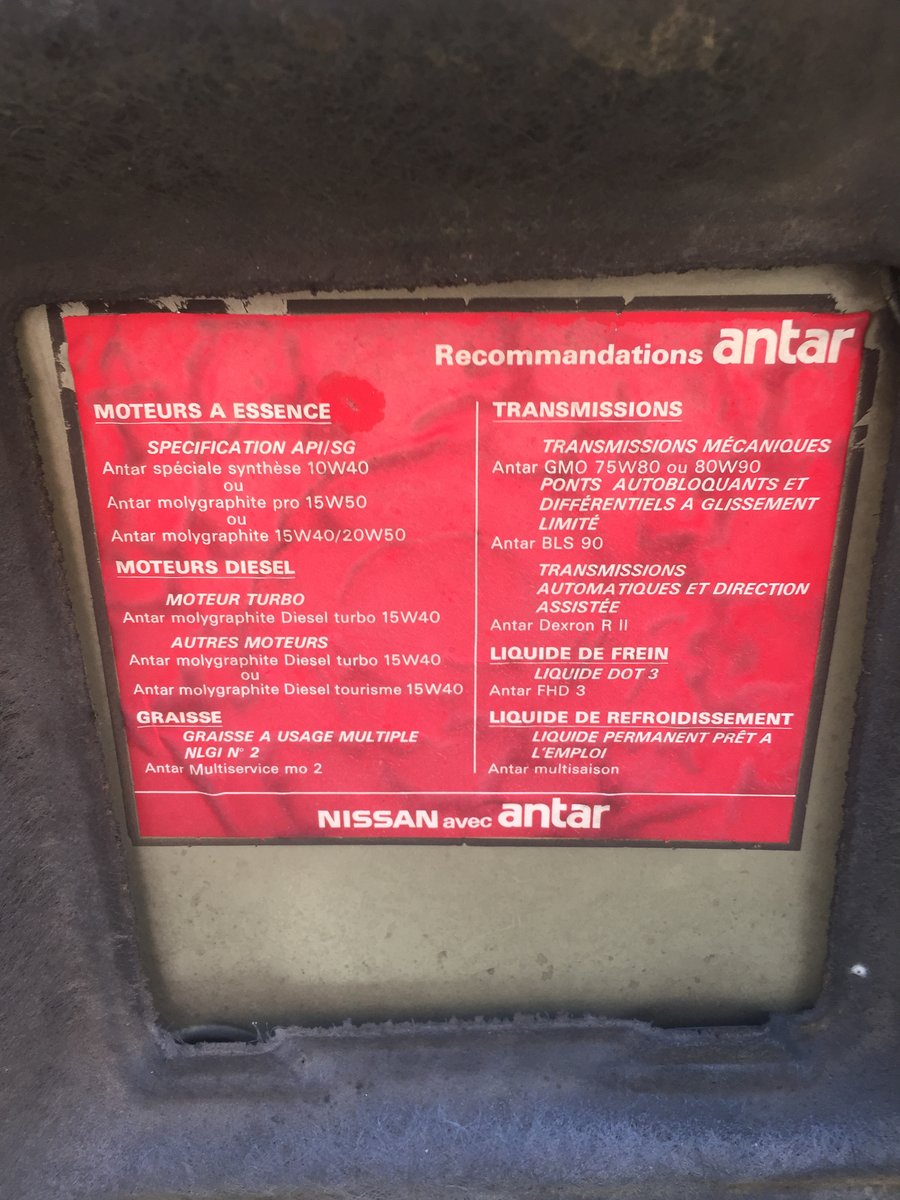 Recommandations antar
MOTEURS A ESSENCE
SPECIFICATION API/SG
Antar spéciale synthèse 10W40
ou
Antar molygraphite pro 15W50
ou
Antar molygraphite 15W40/20W50
MOTEURS DIESEL
MOTEUR TURBO
Antar molygraphite Diesel turbo 15W40
AUTRES MOTEURS
Antar molygraphite Diesel turbo 15W40
ou
Antar molygraphite Diesel tourisme 15W40
GRAISSE
GRAISSE A USAGE MULTIPLE
NLGI N° 2
Antar Multiservice mo 2
TRANSMISSIONS
TRANSMISSIONS MÉCANIQUES
Antar GMO 75W80 ou 80W90
PONTS AUTOBLOQUANTS ET
DIFFÉRENTIELS A GLISSEMENT
LIMITÉ
Antar BLS 90
TRANSMISSIONS
AUTOMATIQUES ET DIRECTION
ASSISTÉE
Antar Dexron R II
LIQUIDE DE FREIN
LIQUIDE DOT 3
Antar FHD 3
LIQUIDE DE REFROIDISSEMENT
LIQUIDE PERMANENT PRÊT A
L'EMPLOI
Antar multisaison
NISSAN avec antar